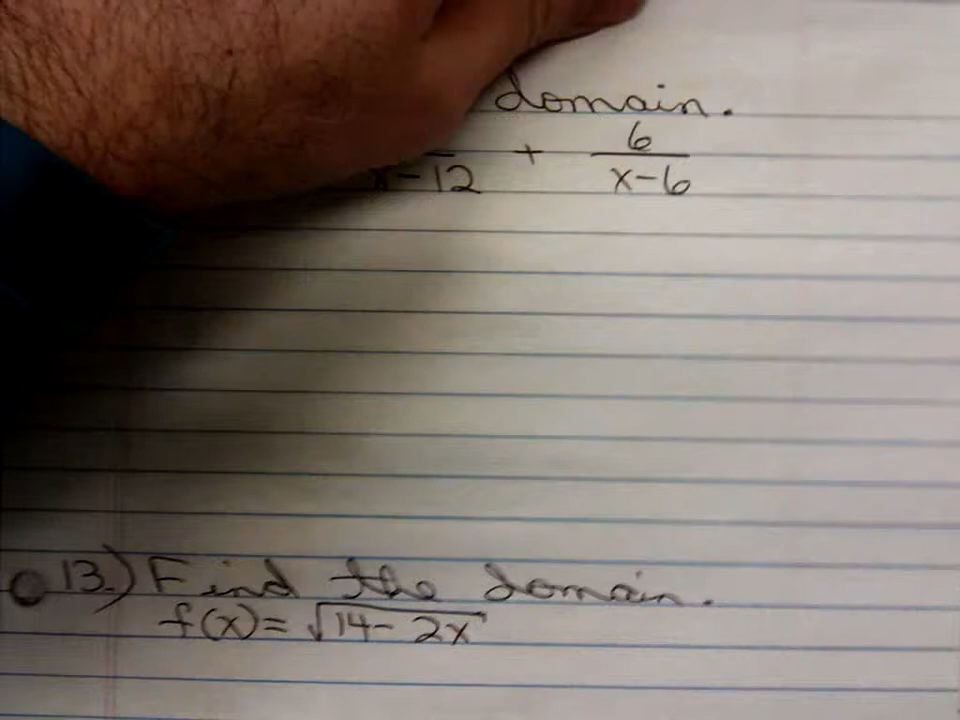 domain.
x-12 + 6/x-6
13.) Find the domain.
f(x)= √14-2x